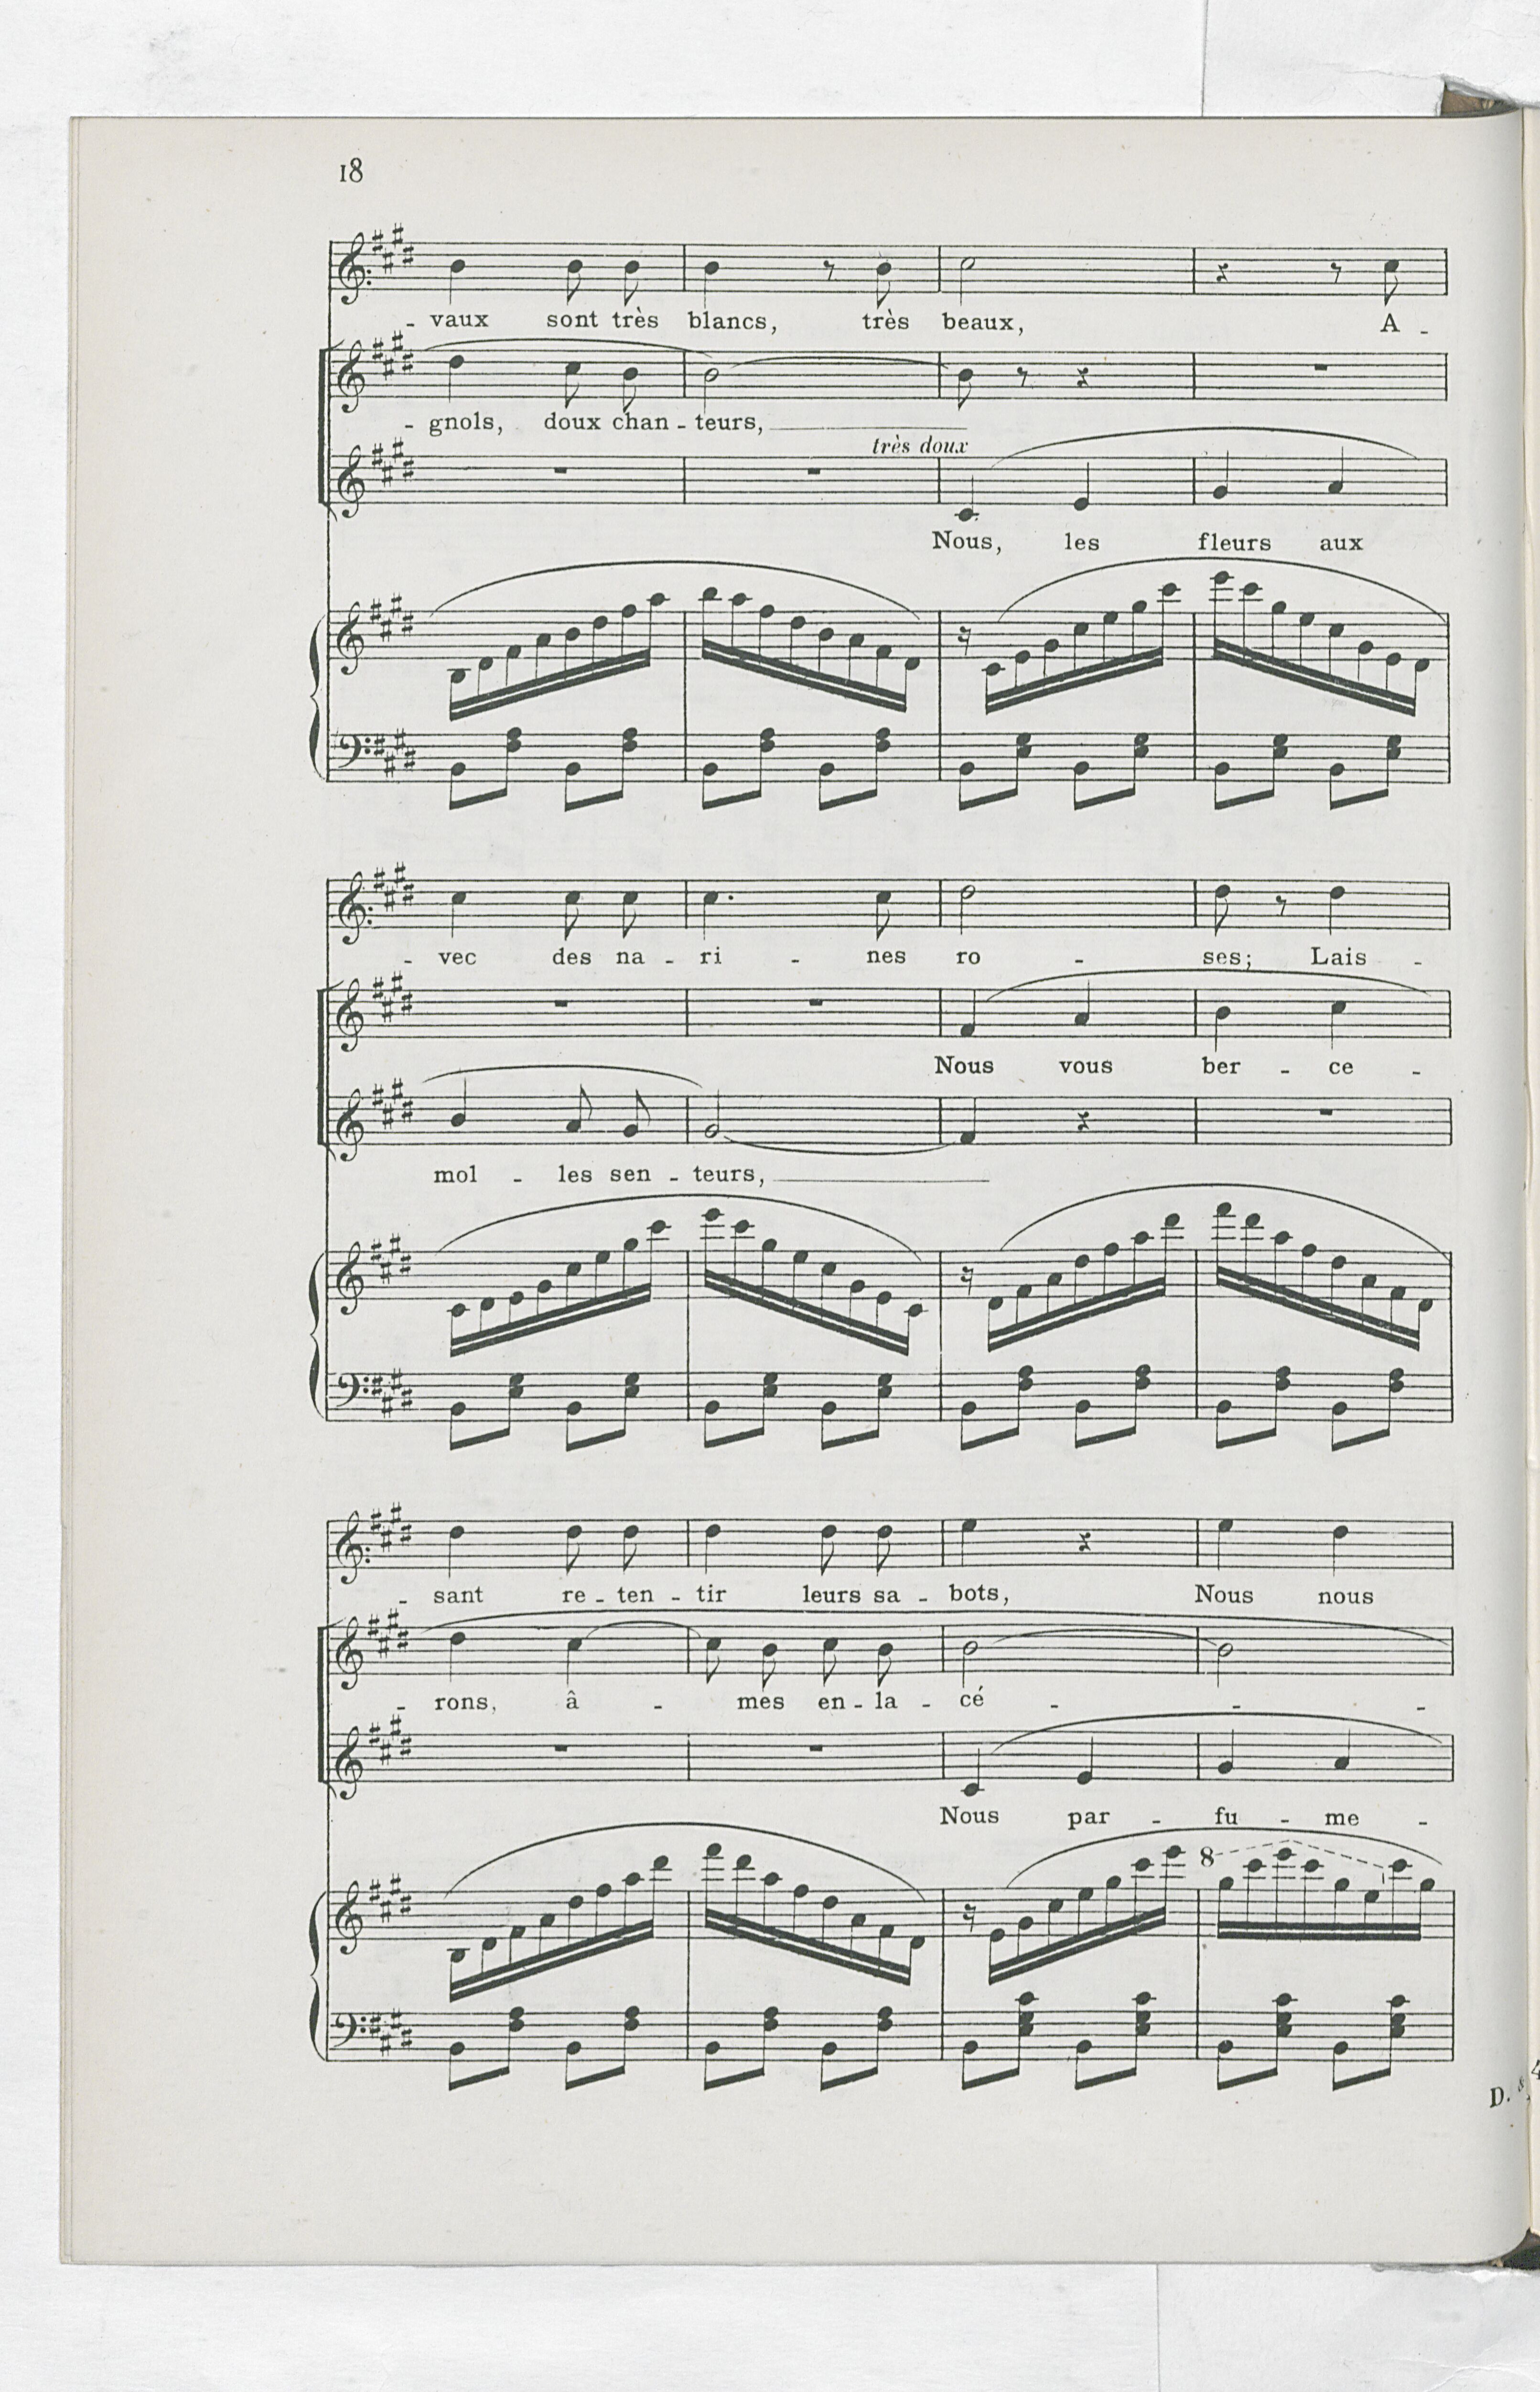 18
- vaux sont très blancs, très beaux, A -
- gnols, doux chan - teurs,
très doux
Nous, les fleurs aux
- vec des na - ri - nes ro - ses; Lais -
Nous vous ber - ce -
mol - les sen - teurs,
- sant re - ten - tir leurs sa - bots, Nous nous
- rons, â - mes en - la - cé - - -
Nous par - fu - me -
8
D. &